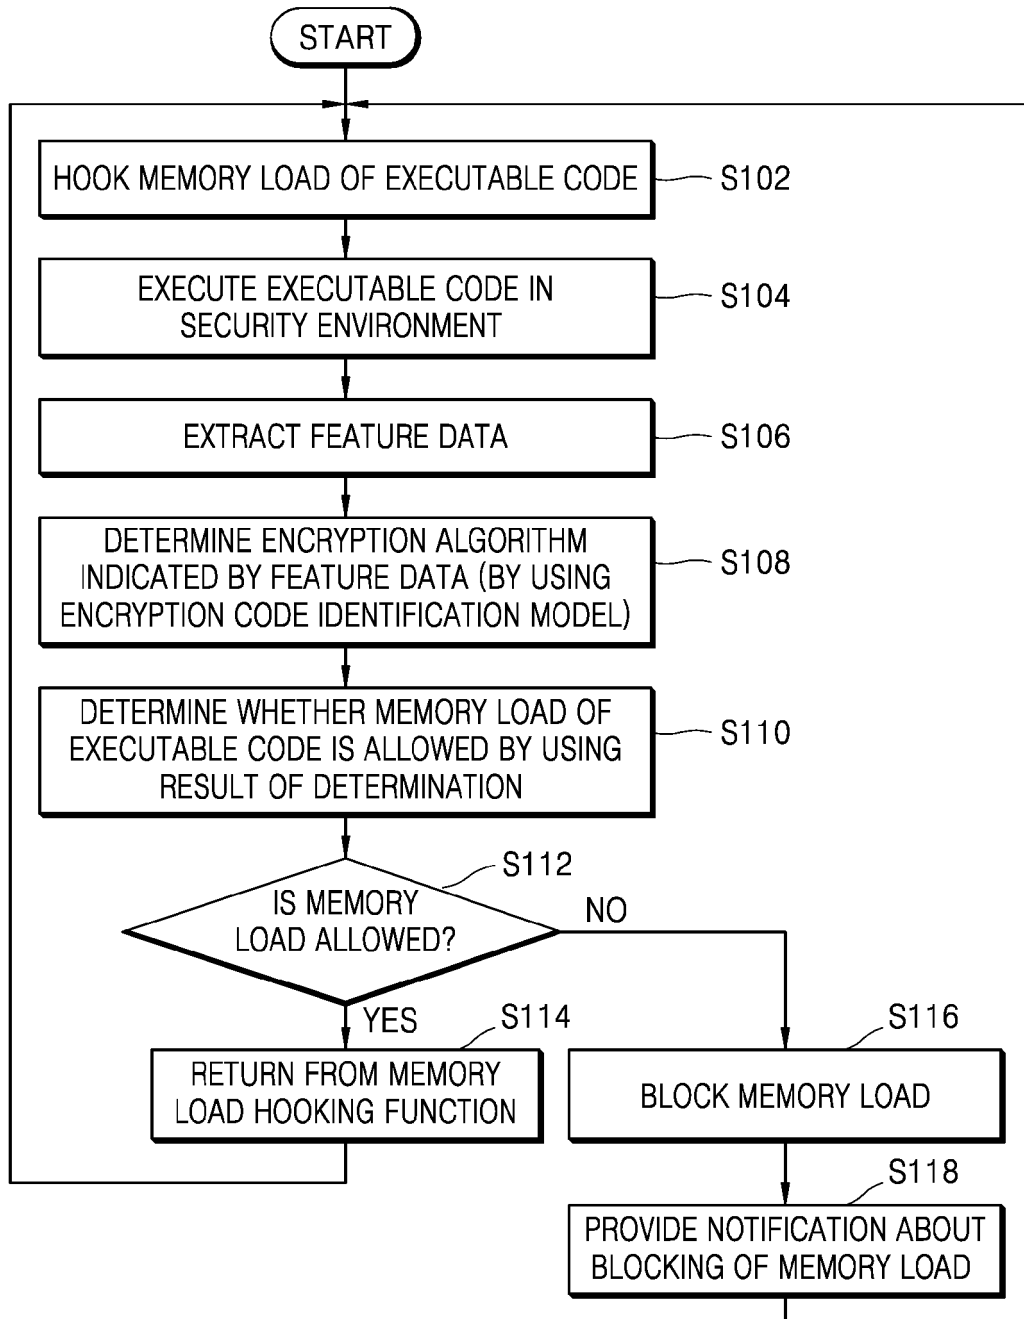 START
HOOK MEMORY LOAD OF EXECUTABLE CODE
S102
EXECUTE EXECUTABLE CODE IN
SECURITY ENVIRONMENT
S104
EXTRACT FEATURE DATA
S106
DETERMINE ENCRYPTION ALGORITHM
INDICATED BY FEATURE DATA (BY USING
ENCRYPTION CODE IDENTIFICATION MODEL)
S108
DETERMINE WHETHER MEMORY LOAD OF
EXECUTABLE CODE IS ALLOWED BY USING
RESULT OF DETERMINATION
S110
S112
IS MEMORY
LOAD ALLOWED?
NO
YES
S114
RETURN FROM MEMORY
LOAD HOOKING FUNCTION
S116
BLOCK MEMORY LOAD
S118
PROVIDE NOTIFICATION ABOUT
BLOCKING OF MEMORY LOAD